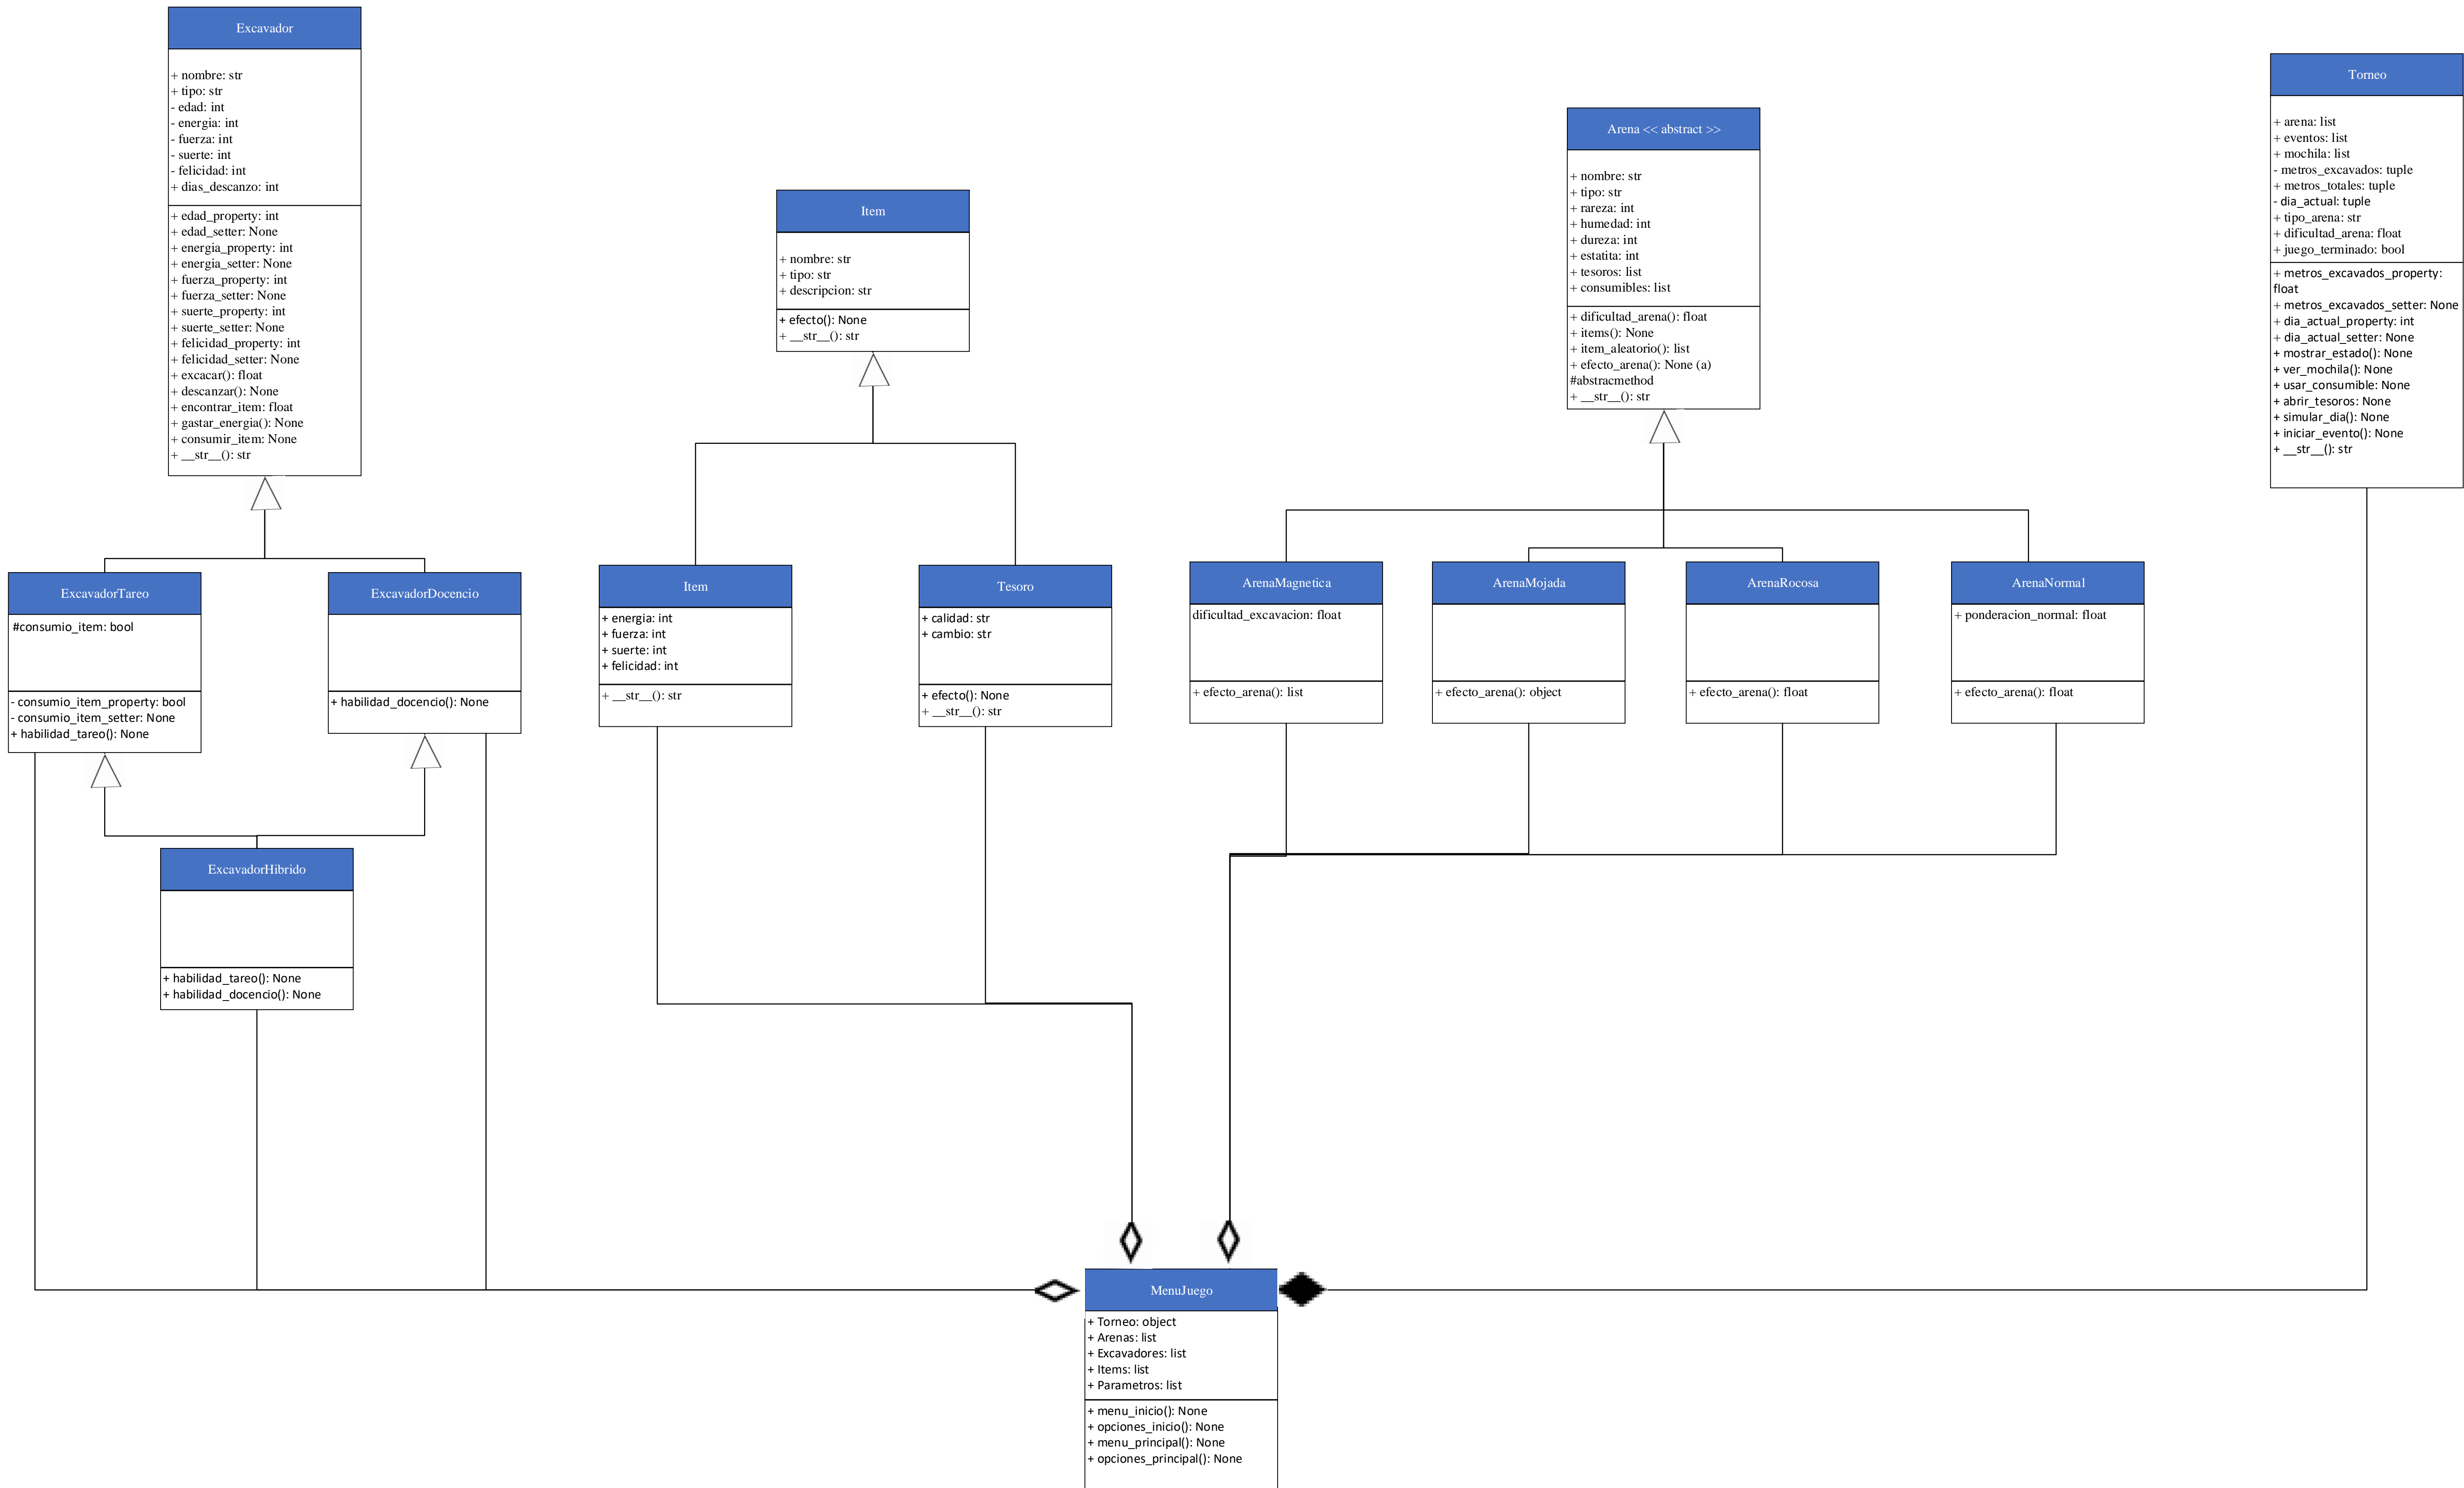 Excavador
+ nombre: str
+ tipo: str
- edad: int
- energia: int
- fuerza: int
- suerte: int
- felicidad: int
+ dias_descanzo: int
+ edad_property: int
+ edad_setter: None
+ energia_property: int
+ energia_setter: None
+ fuerza_property: int
+ fuerza_setter: None
+ suerte_property: int
+ suerte_setter: None
+ felicidad_property: int
+ felicidad_setter: None
+ excacar(): float
+ descanzar(): None
+ encontrar_item: float
+ gastar_energia(): None
+ consumir_item: None
+ __str__(): str
Item
+ nombre: str
+ tipo: str
+ descripcion: str
+ efecto(): None
+ __str__(): str
Arena << abstract >>
+ nombre: str
+ tipo: str
+ rareza: int
+ humedad: int
+ dureza: int
+ estatita: int
+ tesoros: list
+ consumibles: list
+ dificultad_arena(): float
+ items(): None
+ item_aleatorio(): list
+ efecto_arena(): None (a)
#abstracmethod
+ __str__(): str
Torneo
+ arena: list
+ eventos: list
+ mochila: list
- metros_excavados: tuple
+ metros_totales: tuple
- dia_actual: tuple
+ tipo_arena: str
+ dificultad_arena: float
+ juego_terminado: bool
+ metros_excavados_property:
float
+ metros_excavados_setter: None
+ dia_actual_property: int
+ dia_actual_setter: None
+ mostrar_estado(): None
+ ver_mochila(): None
+ usar_consumible: None
+ abrir_tesoros: None
+ simular_dia(): None
+ iniciar_evento(): None
+ __str__(): str
ExcavadorTareo
#consumio_item: bool
- consumio_item_property: bool
- consumio_item_setter: None
+ habilidad_tareo(): None
ExcavadorDocencio
+ habilidad_docencio(): None
Item
+ energia: int
+ fuerza: int
+ suerte: int
+ felicidad: int
+ __str__(): str
Tesoro
+ calidad: str
+ cambio: str
+ efecto(): None
+ __str__(): str
ArenaMagnetica
dificultad_excavacion: float
+ efecto_arena(): list
ArenaMojada
+ efecto_arena(): object
ArenaRocosa
+ efecto_arena(): float
ArenaNormal
+ ponderacion_normal: float
+ efecto_arena(): float
ExcavadorHibrido
+ habilidad_tareo(): None
+ habilidad_docencio(): None
MenuJuego
+ Torneo: object
+ Arenas: list
+ Excavadores: list
+ Items: list
+ Parametros: list
+ menu_inicio(): None
+ opciones_inicio(): None
+ menu_principal(): None
+ opciones_principal(): None